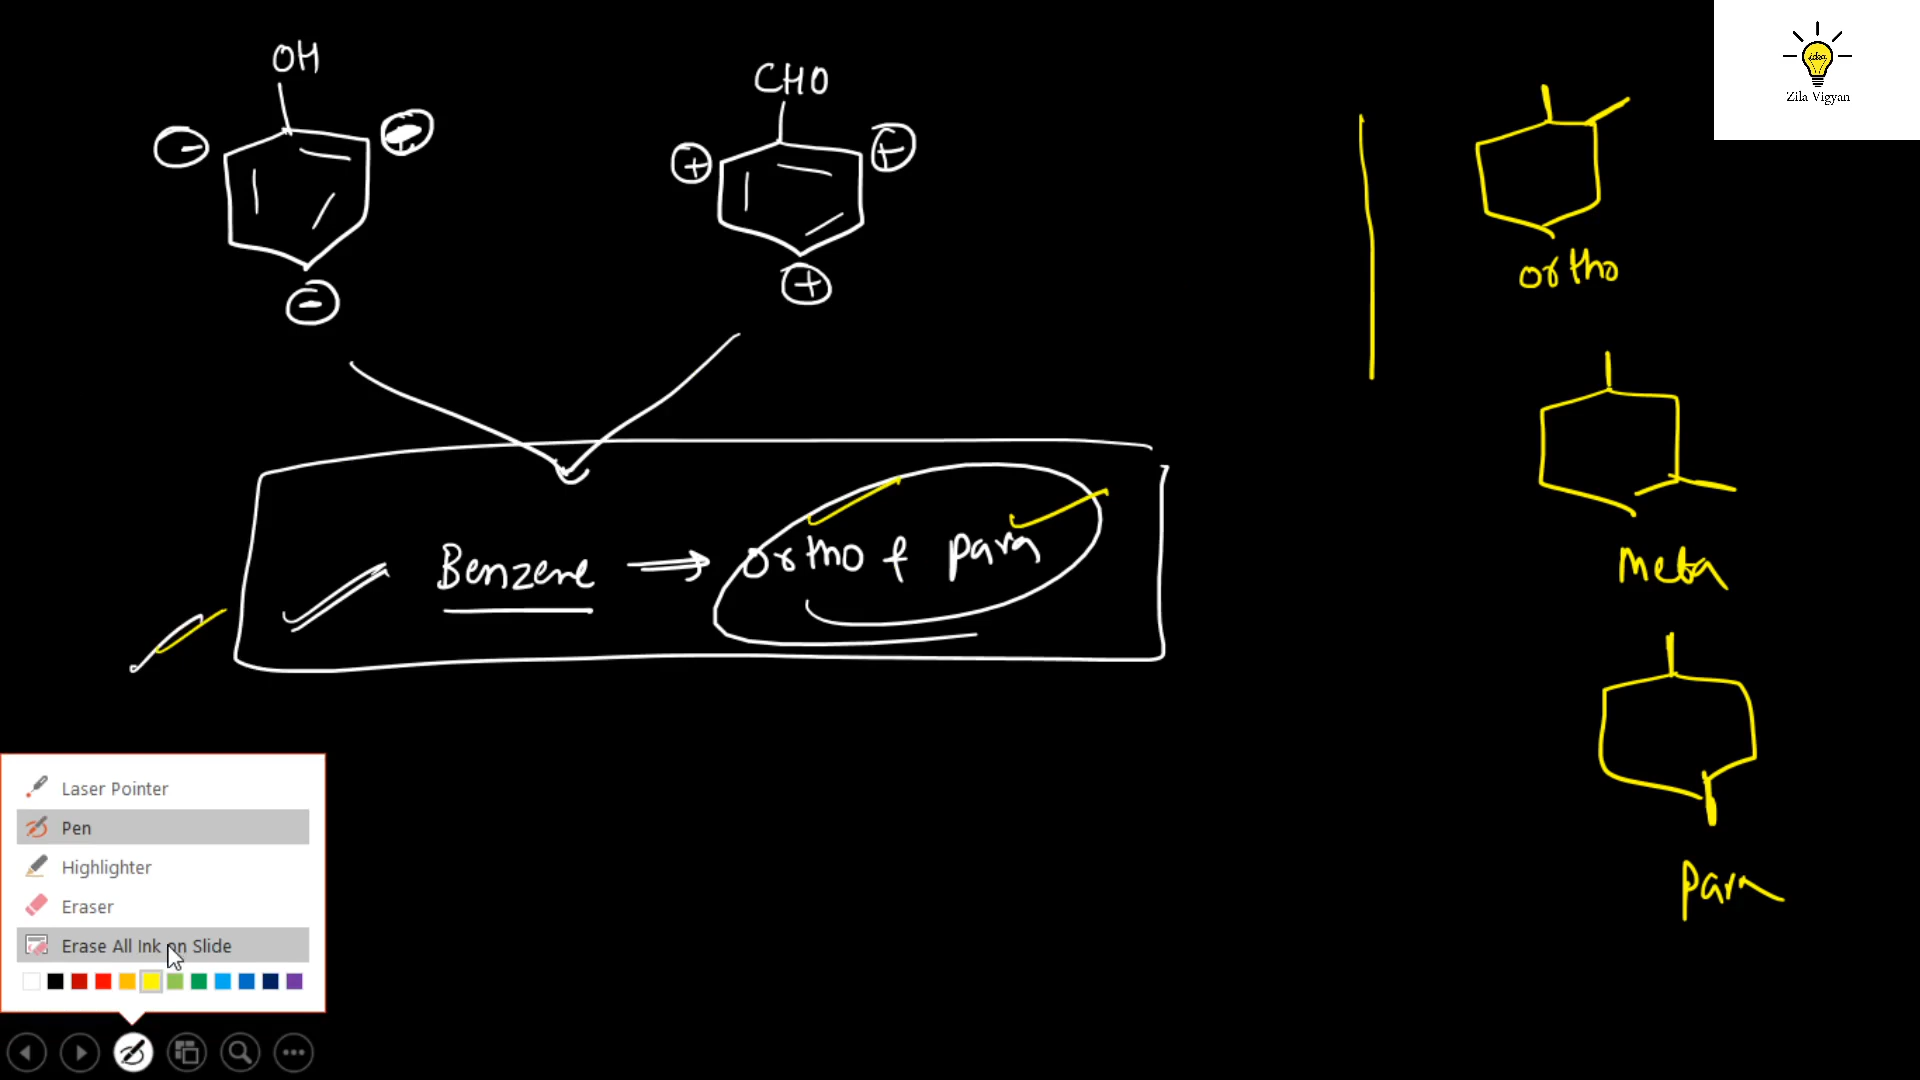 OH
CHO
idea
Zila Vigyan
- +
+ +
-
+
ortho
Benzene ⇒ ortho & para
Meta
para
Laser Pointer
Pen
Highlighter
Eraser
Erase All Ink on Slide